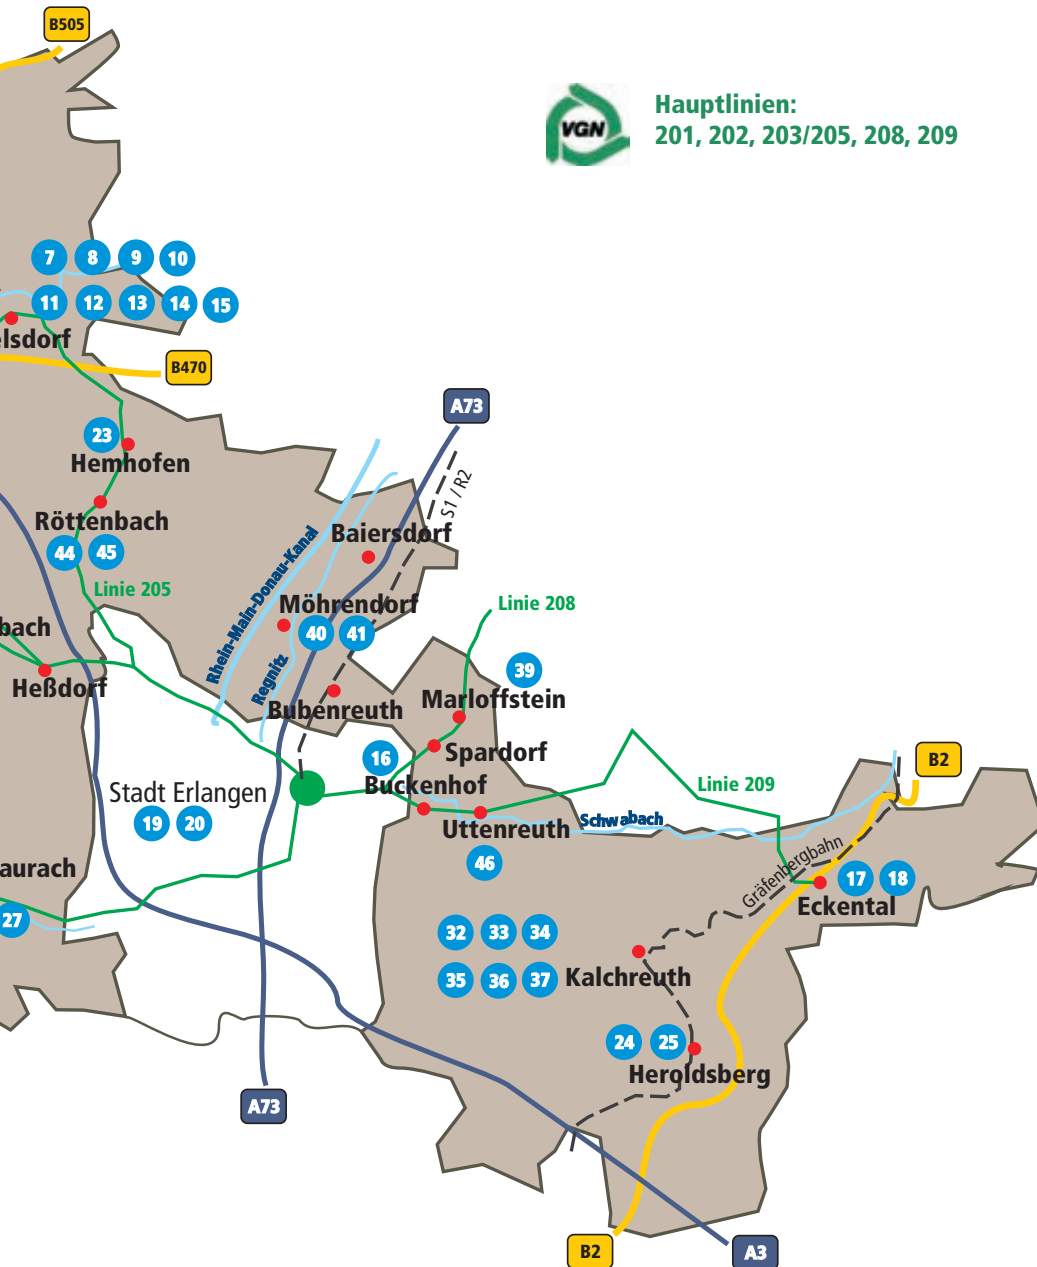 B505
VGN
Hauptlinien:
201, 202, 203/205, 208, 209
7 8 9 10
11 12 13 14 15
elsdorf
B470
A73
23
Hemhofen
S1 / R2
Röttenbach
44 45
Baiersdorf
Rhein-Main-Donau-Kanal
Linie 205
Möhrendorf
40 41
Linie 208
bach
Regnitz
39
Heßdorf
Marloffstein
Bubenreuth
16
Spardorf
B2
Stadt Erlangen
19 20
Buckenhof
Linie 209
Uttenreuth
Schwabach
46
aurach
Gräfenbergbahn
17 18
Eckental
27
32 33 34
35 36 37
Kalchreuth
24 25
Heroldsberg
A73
B2
A3